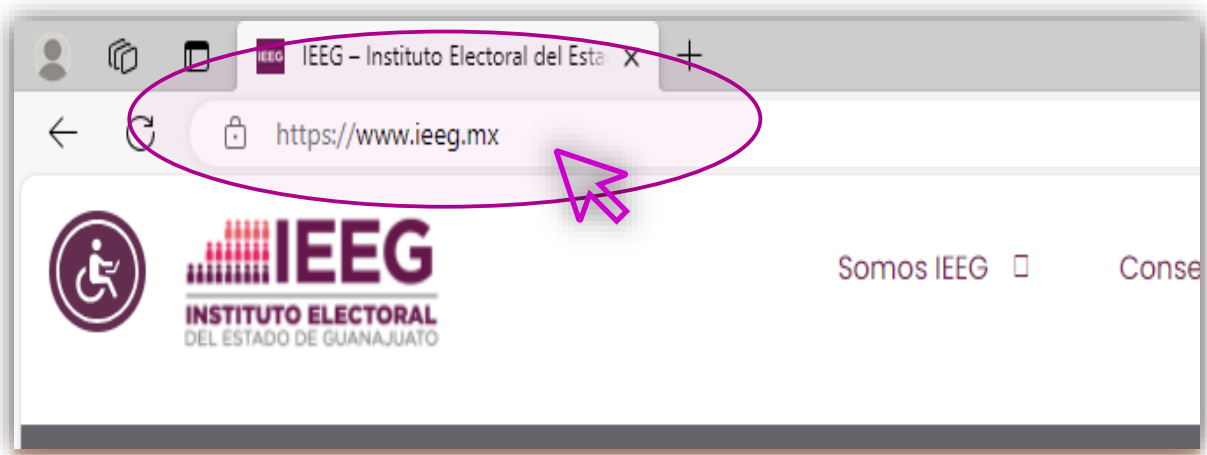 IEEG
IEEG – Instituto Electoral del Esta
https://www.ieeg.mx
IEEG
INSTITUTO ELECTORAL
DEL ESTADO DE GUANAJUATO
Somos IEEG
Conse